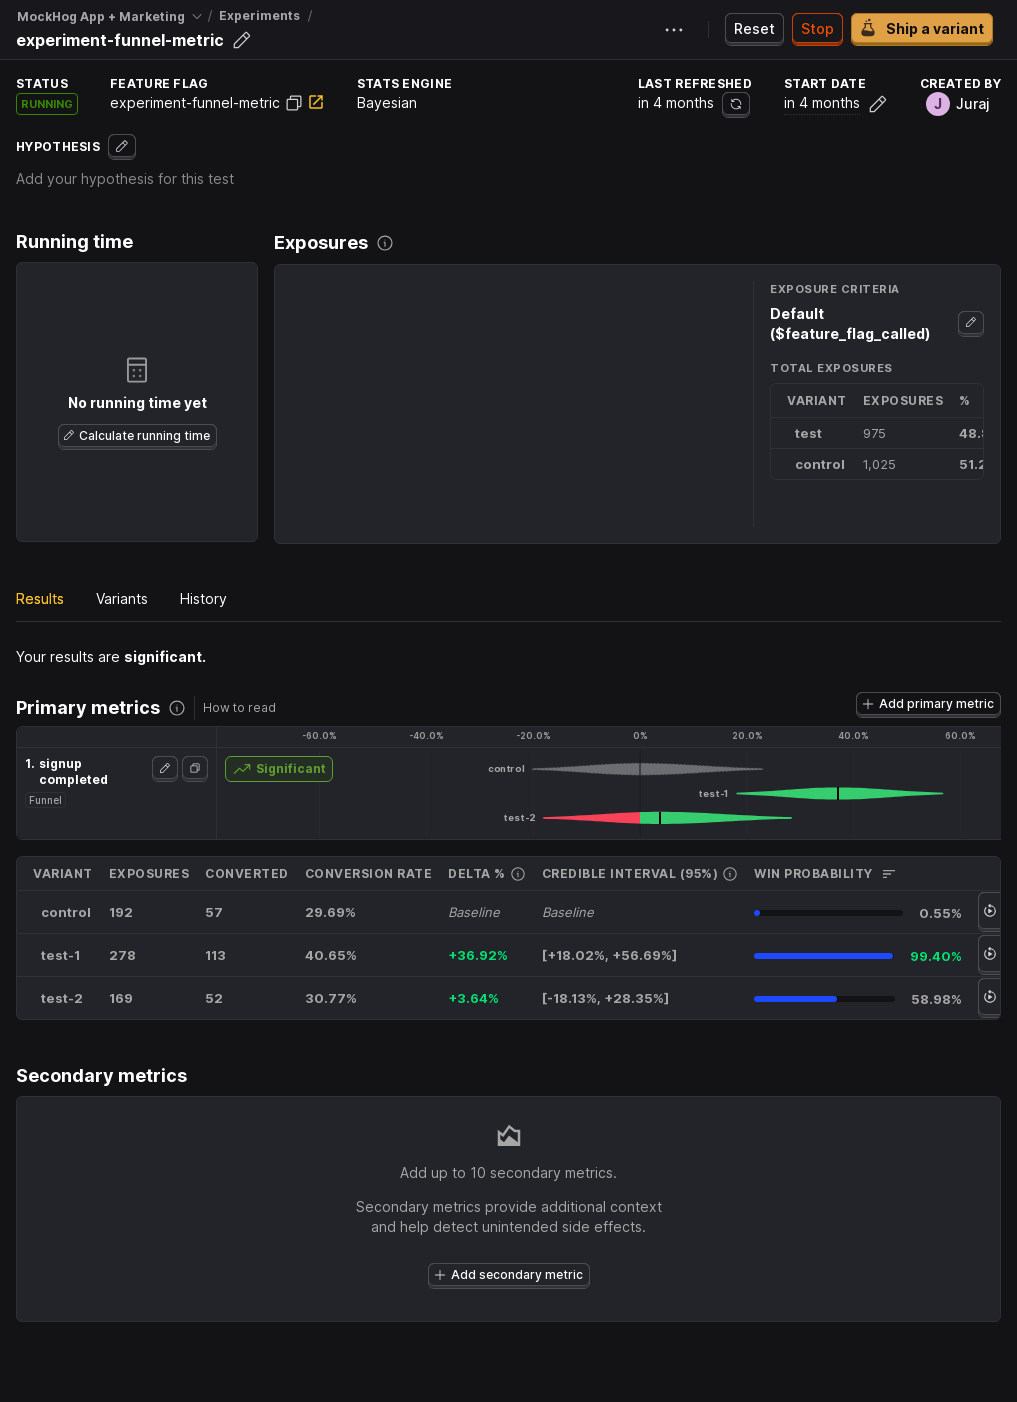 MockHog App + Marketing / Experiments /
experiment-funnel-metric
Reset
Stop
Ship a variant
STATUS
RUNNING
FEATURE FLAG
experiment-funnel-metric
STATS ENGINE
Bayesian
LAST REFRESHED
in 4 months
START DATE
in 4 months
CREATED BY
J Juraj
HYPOTHESIS
Add your hypothesis for this test
Running time
No running time yet
Calculate running time
Exposures
EXPOSURE CRITERIA
Default
($feature_flag_called)
TOTAL EXPOSURES
VARIANT EXPOSURES %
test 975 48.
control 1,025 51.2
Results Variants History
Your results are significant.
Primary metrics How to read
Add primary metric
-60.0% -40.0% -20.0% 0% 20.0% 40.0% 60.0%
1. signup
completed
Funnel
Significant
control
test-1
test-2
VARIANT EXPOSURES CONVERTED CONVERSION RATE DELTA % CREDIBLE INTERVAL (95%) WIN PROBABILITY
control 192 57 29.69% Baseline Baseline 0.55%
test-1 278 113 40.65% +36.92% [+18.02%, +56.69%] 99.40%
test-2 169 52 30.77% +3.64% [-18.13%, +28.35%] 58.98%
Secondary metrics
Add up to 10 secondary metrics.
Secondary metrics provide additional context
and help detect unintended side effects.
Add secondary metric